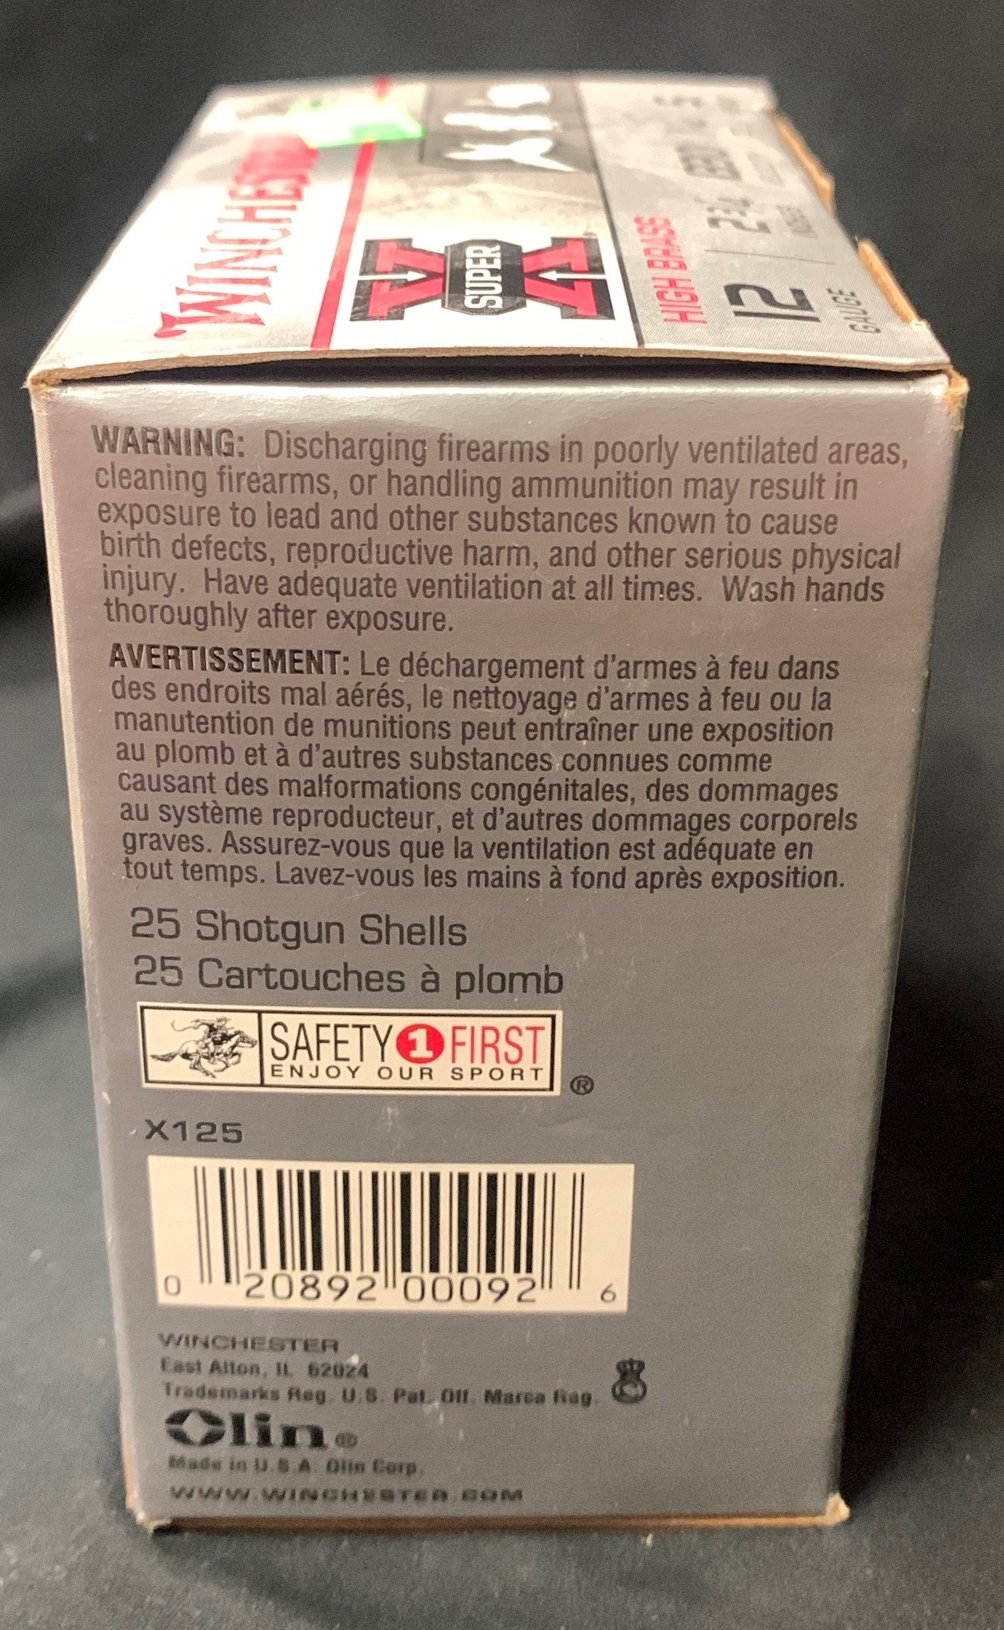 WINCHESTER
SUPER X
HIGH BRASS
12
GAUGE
2 3/4
WARNING: Discharging firearms in poorly ventilated areas,
cleaning firearms, or handling ammunition may result in
exposure to lead and other substances known to cause
birth defects, reproductive harm, and other serious physical
injury. Have adequate ventilation at all times. Wash hands
thoroughly after exposure.
AVERTISSEMENT: Le déchargement d'armes à feu dans
des endroits mal aérés, le nettoyage d'armes à feu ou la
manutention de munitions peut entraîner une exposition
au plomb et à d'autres substances connues comme
causant des malformations congénitales, des dommages
au système reproducteur, et d'autres dommages corporels
graves. Assurez-vous que la ventilation est adéquate en
tout temps. Lavez-vous les mains à fond après exposition.
25 Shotgun Shells
25 Cartouches à plomb
SAFETY 1 FIRST
ENJOY OUR SPORT ®
X125
0 20892 00092 6
WINCHESTER
East Alton, IL 62024
Trademarks Reg. U.S. Pat. Off. Marca Reg.
Olin ®
Made in U.S.A. Olin Corp.
WWW.WINCHESTER.COM